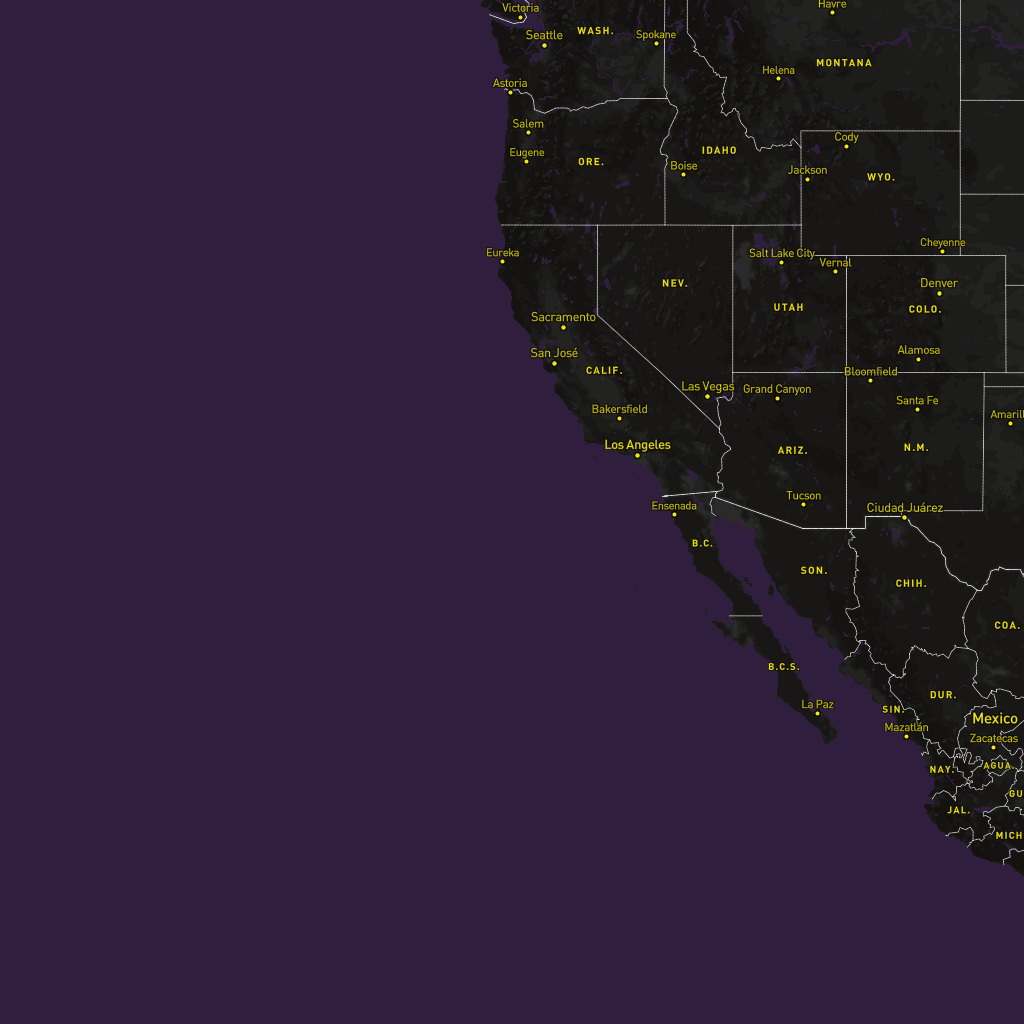 Victoria
Havre
WASH.
Seattle
Spokane
MONTANA
Helena
Astoria
Salem
Cody
Eugene
ORE.
IDAHO
Boise
Jackson
WYO.
Eureka
Salt Lake City
Vernal
Cheyenne
NEV.
Denver
UTAH
COLO.
Sacramento
San José
Alamosa
CALIF.
Bloomfield
Las Vegas
Grand Canyon
Santa Fe
Bakersfield
Amarill
Los Angeles
ARIZ.
N.M.
Tucson
Ensenada
Ciudad Juárez
B.C.
SON.
CHIH.
COA.
B.C.S.
DUR.
La Paz
SIN.
Mexico
Mazatlán
Zacatecas
NAY.
AGUA.
GU
JAL.
MICH